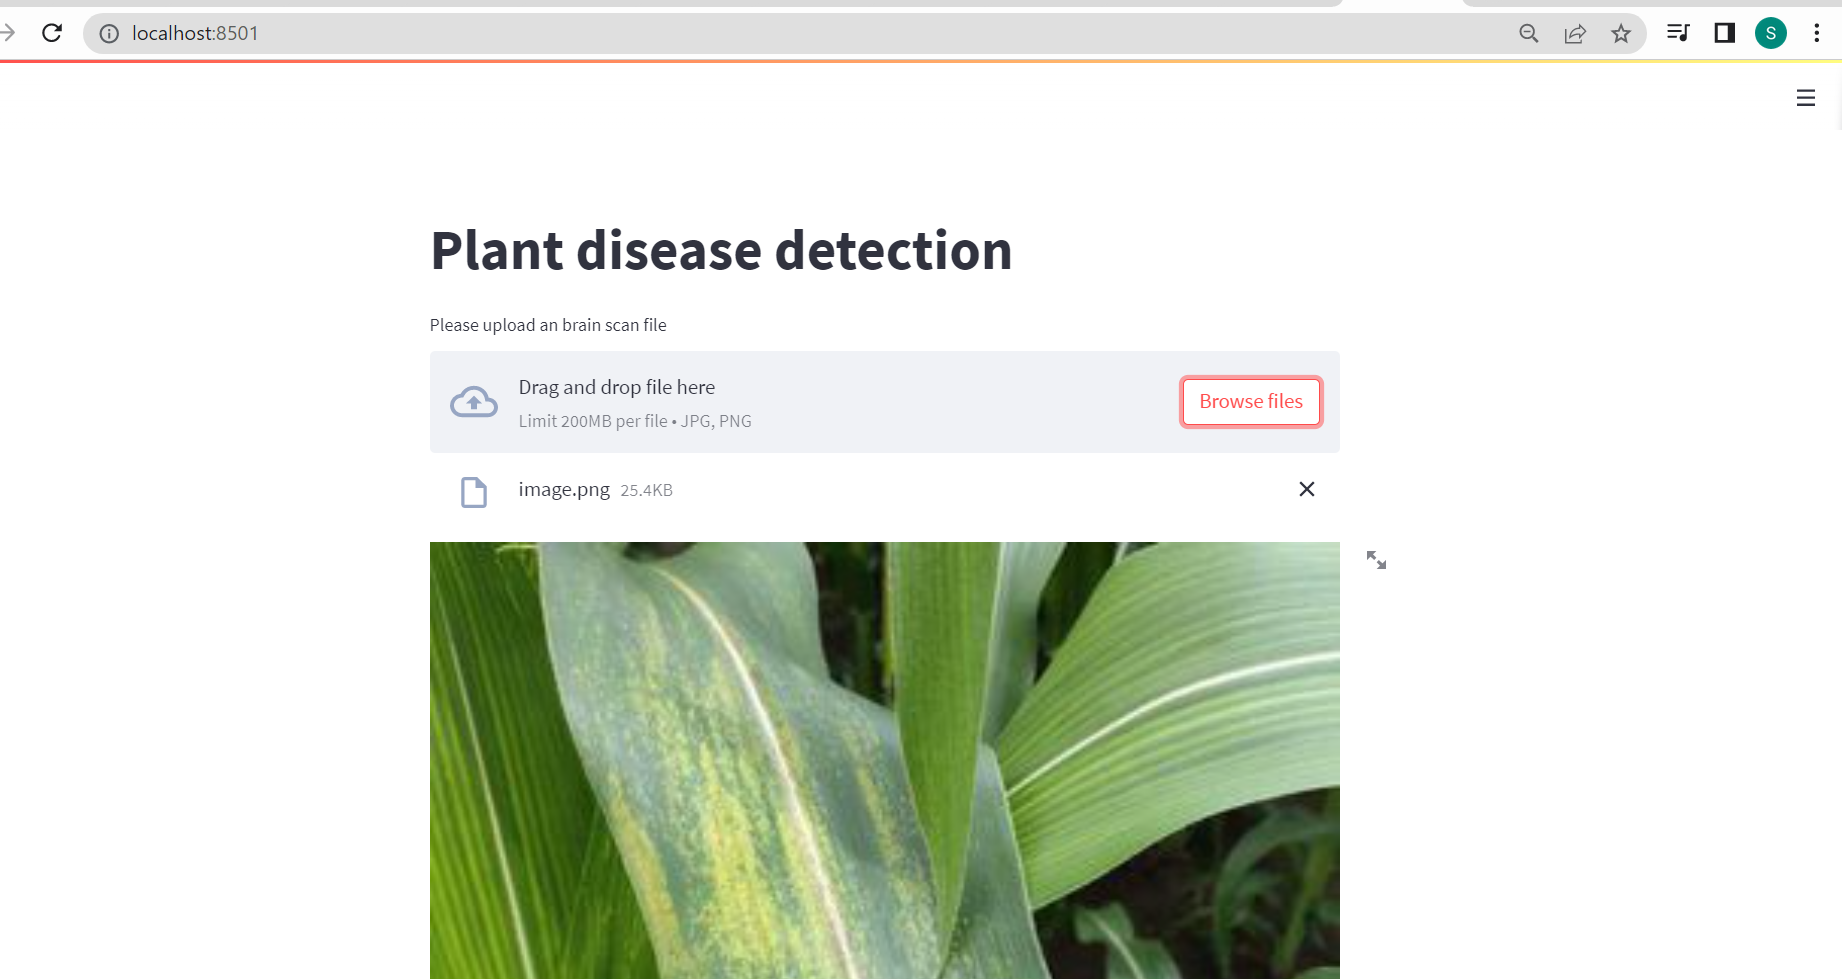 localhost:8501
S
Plant disease detection
Please upload an brain scan file
Drag and drop file here
Limit 200MB per file • JPG, PNG
Browse files
image.png 25.4KB